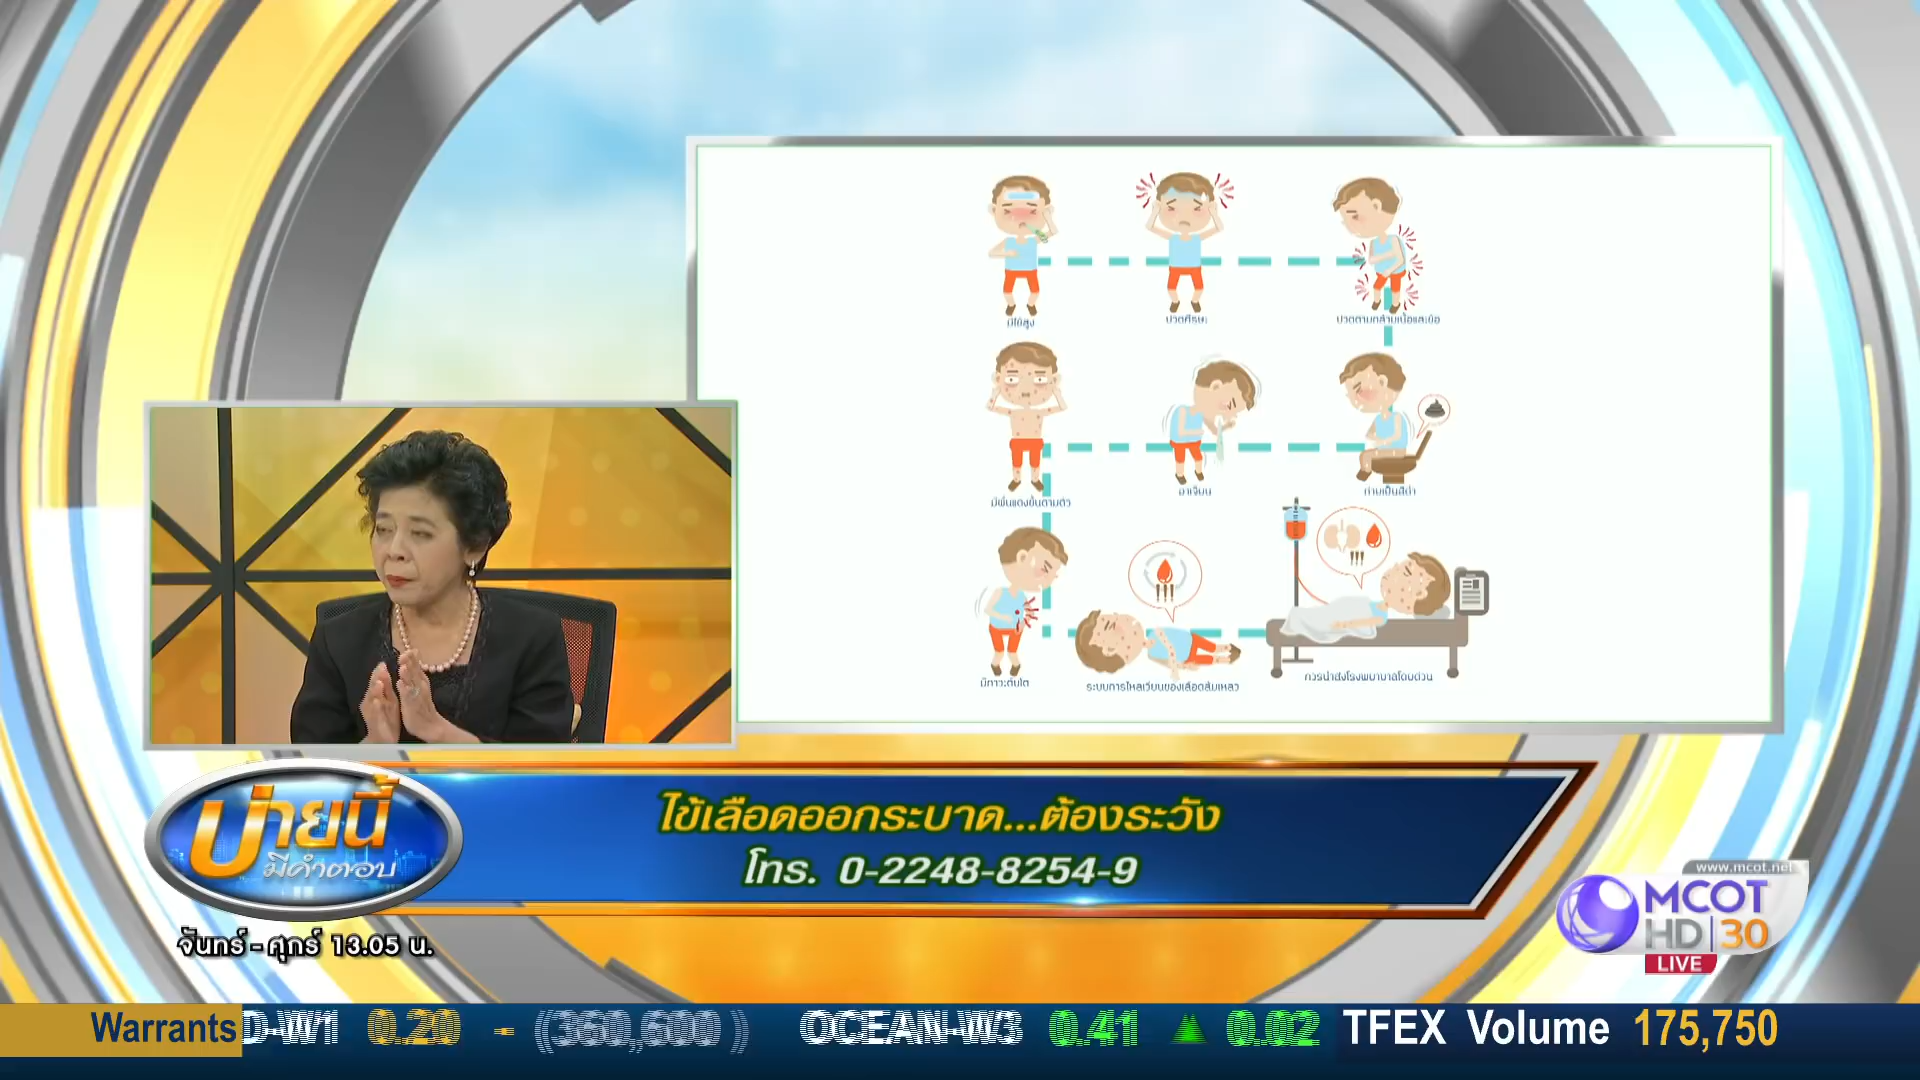 มีไข้สูง
ปวดศีรษะ
ปวดตามกล้ามเนื้อและข้อ
มีผื่นแดงขึ้นตามตัว
อาเจียน
ถ่ายเป็นสีดำ
มีภาวะตับโต
ระบบการไหลเวียนของเลือดล้มเหลว
ควรนำส่งโรงพยาบาลโดยด่วน
บ่ายนี้
มีคำตอบ
ไข้เลือดออกระบาด...ต้องระวัง
โทร. 0-2248-8254-9
จันทร์ - ศุกร์ 13.05 น.
www.mcot.net
MCOT
HD 30
LIVE
Warrants D-W1 0.20 - (360,600) OCEAN-W3 0.41 ▲ 0.02 TFEX Volume 175,750